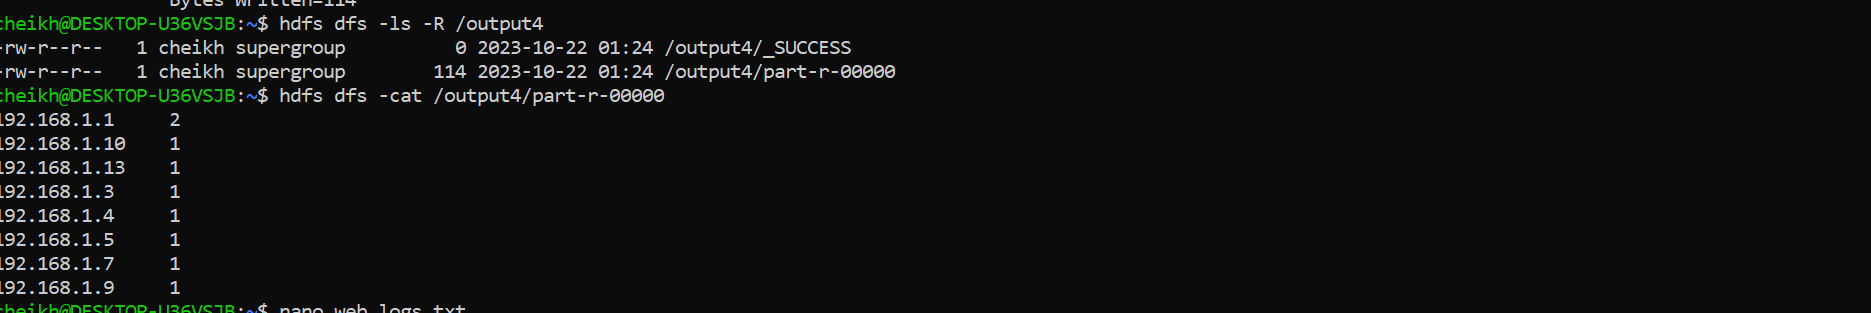 Bytes Written=114
cheikh@DESKTOP-U36VSJB:~$ hdfs dfs -ls -R /output4
-rw-r--r--   1 cheikh supergroup          0 2023-10-22 01:24 /output4/_SUCCESS
-rw-r--r--   1 cheikh supergroup        114 2023-10-22 01:24 /output4/part-r-00000
cheikh@DESKTOP-U36VSJB:~$ hdfs dfs -cat /output4/part-r-00000
192.168.1.1     2
192.168.1.10    1
192.168.1.13    1
192.168.1.3     1
192.168.1.4     1
192.168.1.5     1
192.168.1.7     1
192.168.1.9     1
cheikh@DESKTOP-U36VSJB:~$ nano web_logs.txt